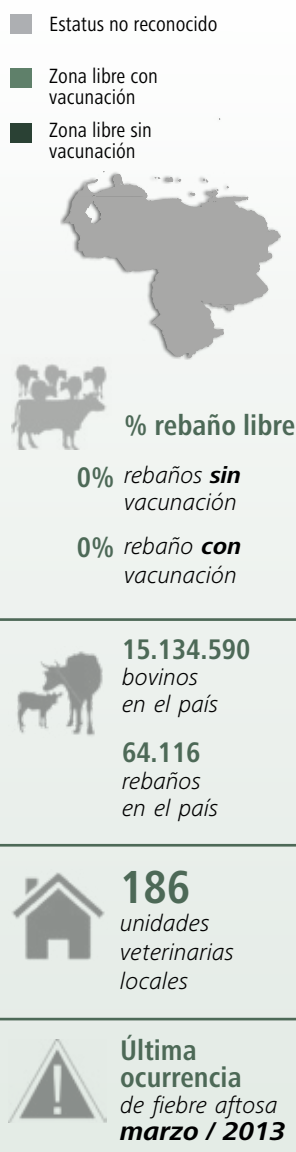 Estatus no reconocido
Zona libre con
vacunación
Zona libre sin
vacunación
% rebaño libre
0% rebaños sin
vacunación
0% rebaño con
vacunación
15.134.590
bovinos
en el país
64.116
rebaños
en el país
186
unidades
veterinarias
locales
Última
ocurrencia
de fiebre aftosa
marzo / 2013